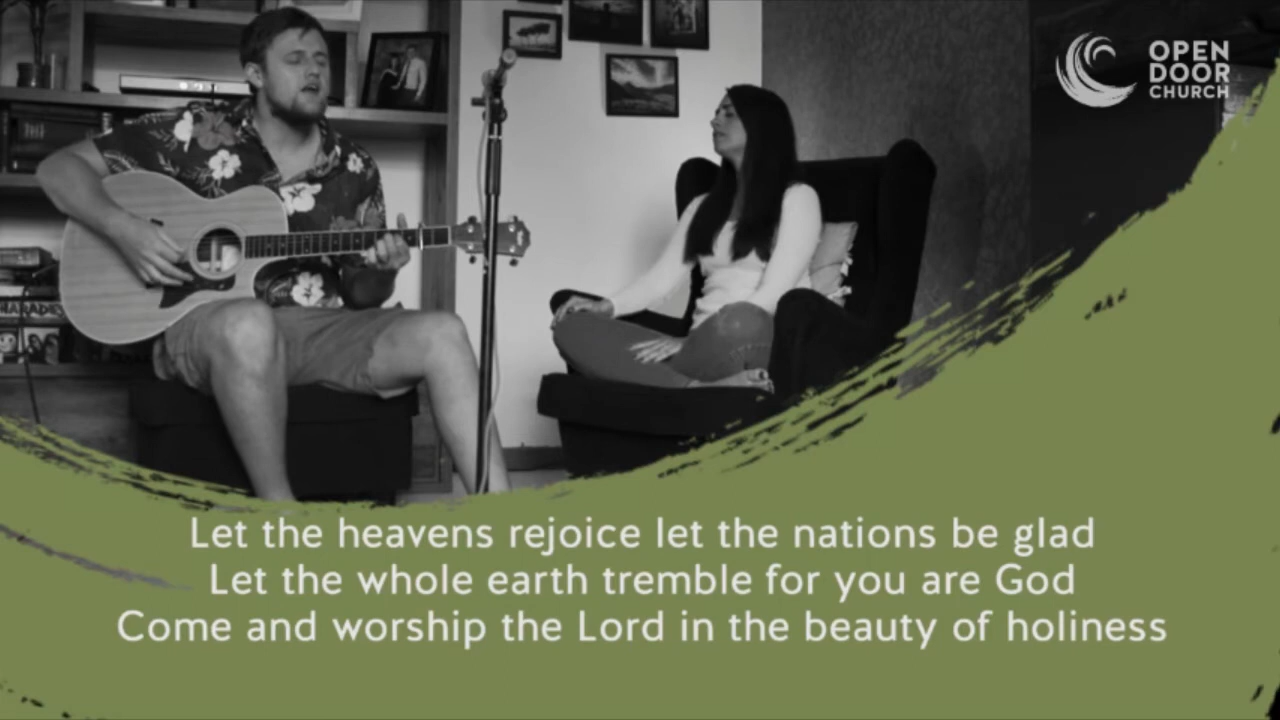 OPEN
DOOR
CHURCH
Let the heavens rejoice let the nations be glad
Let the whole earth tremble for you are God
Come and worship the Lord in the beauty of holiness